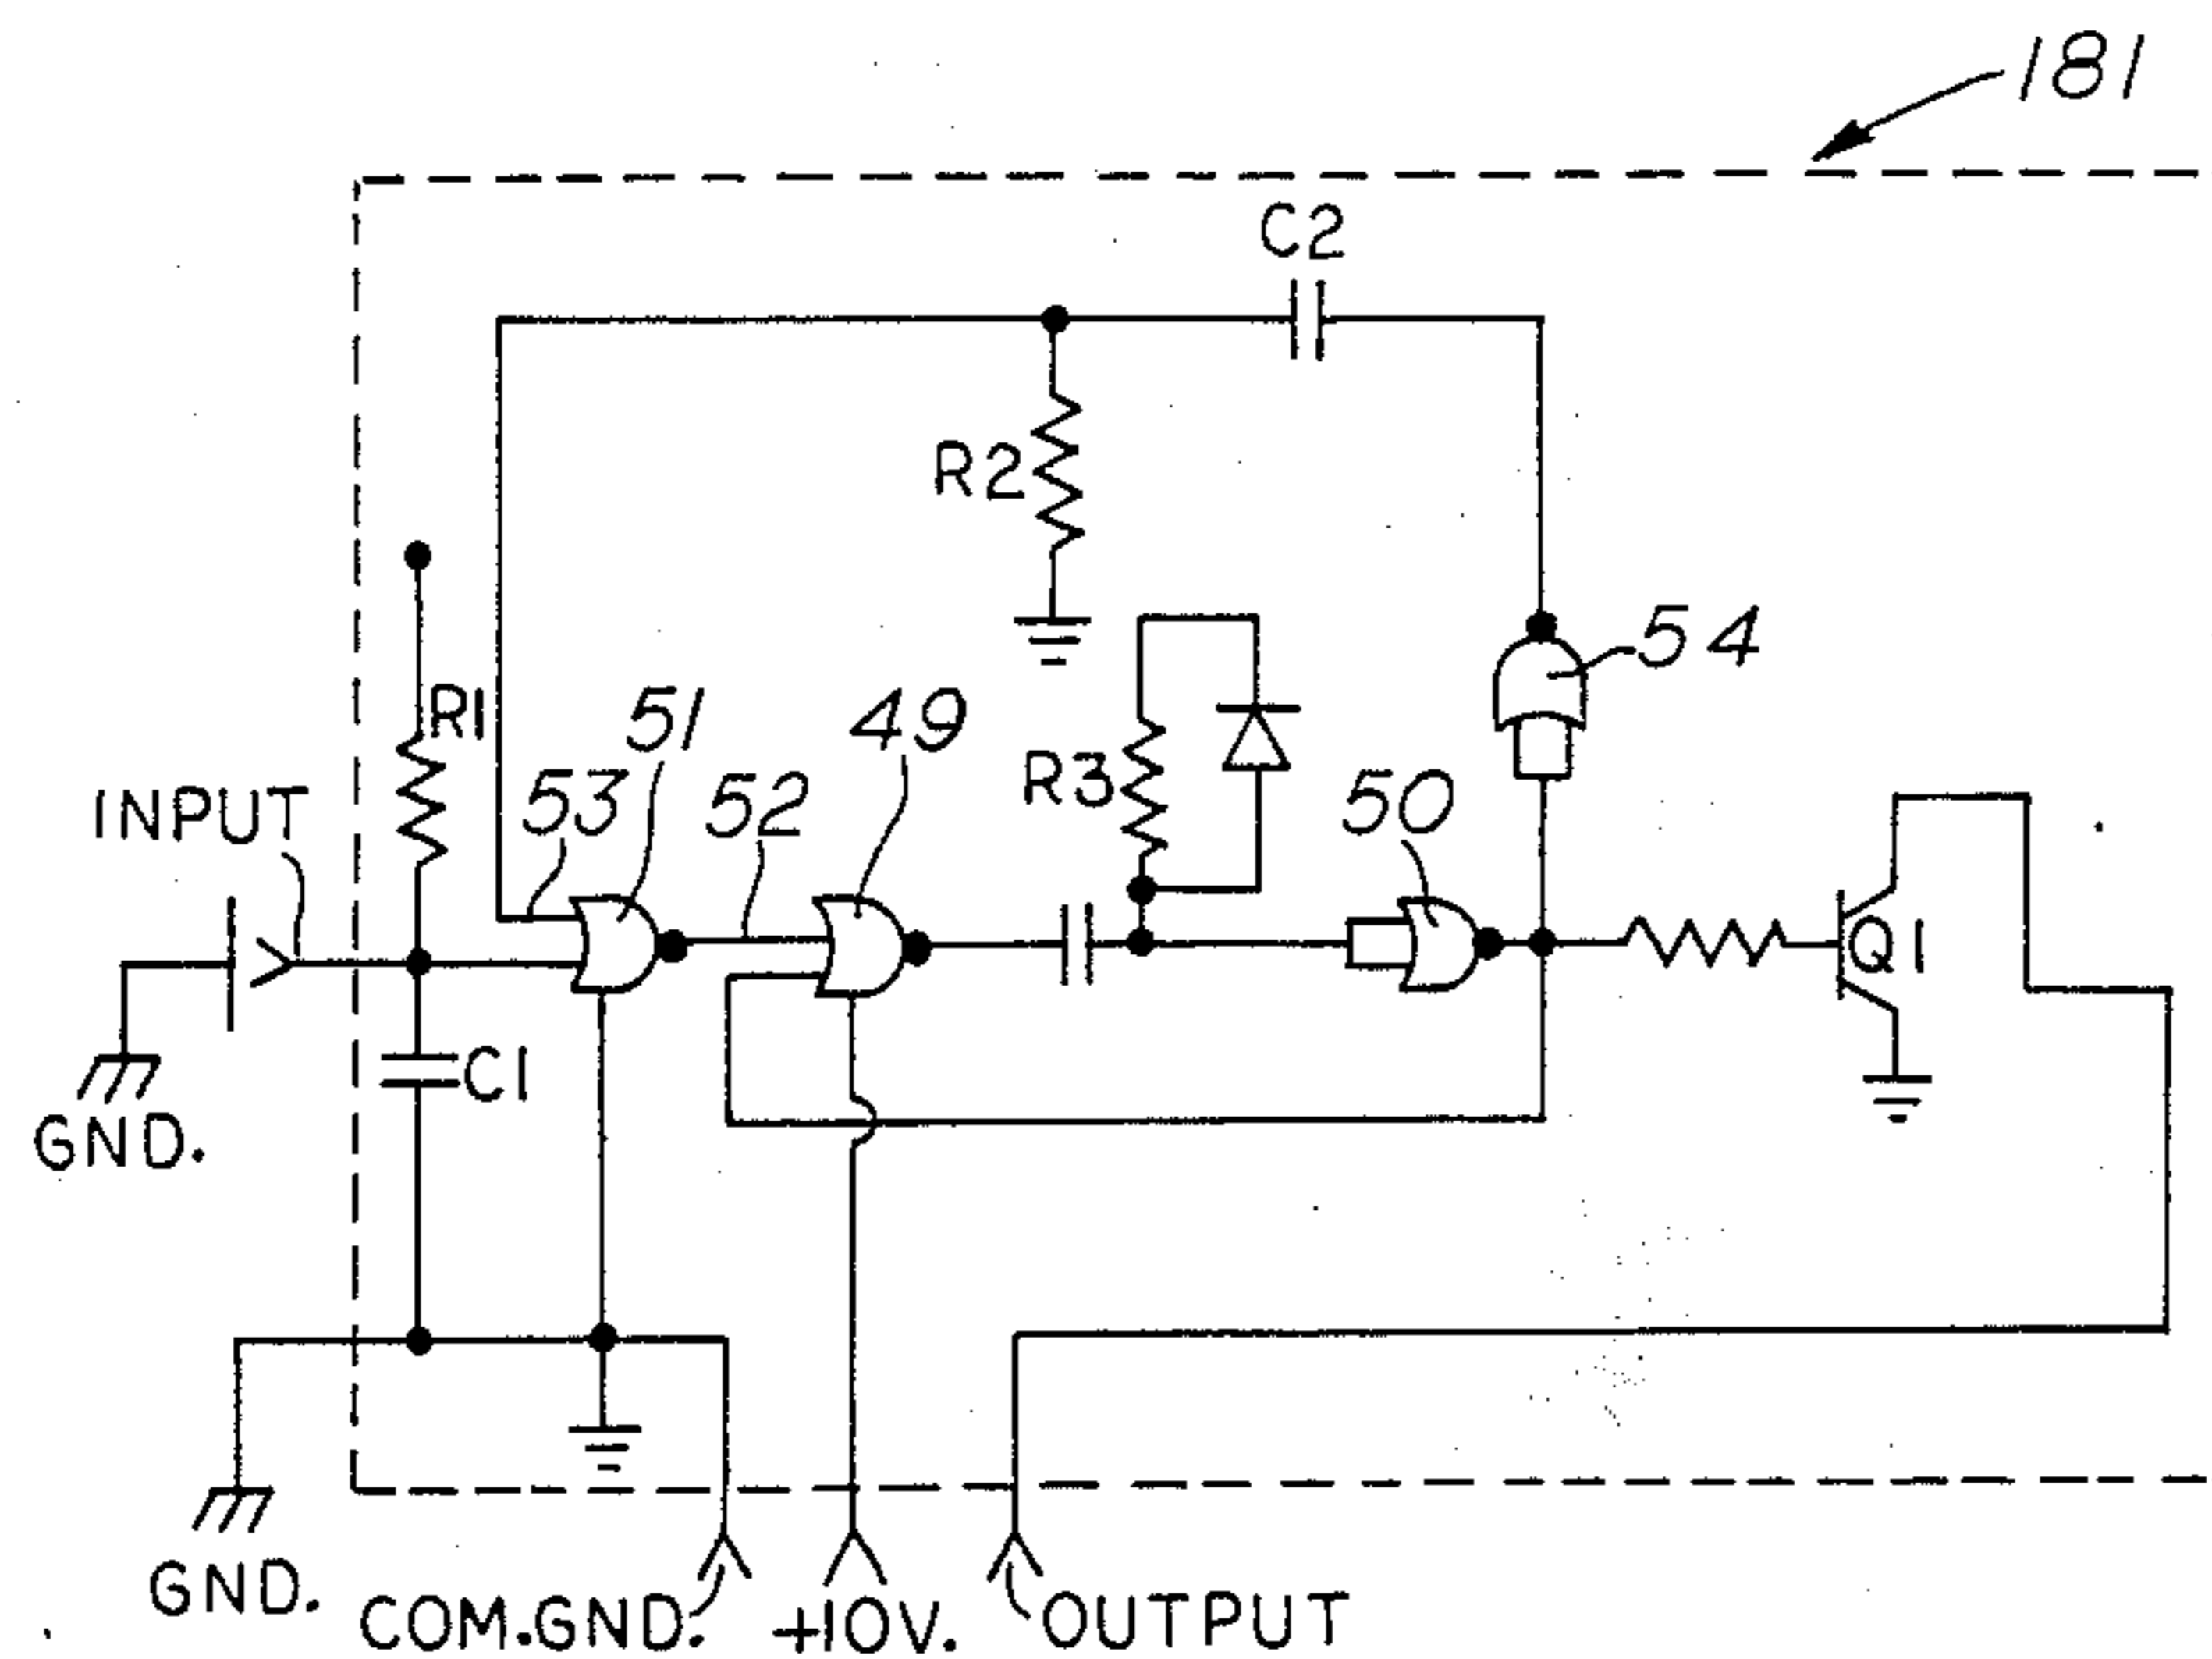 181
C2
R2
54
R1
51
49
R3
50
53
52
INPUT
Q1
C1
GND.
GND.
COM.GND.
+10V.
OUTPUT